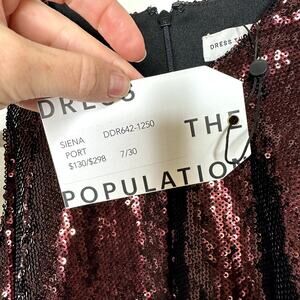 DRESS THE
DRESS
SIENA DDR642-1250
THE
PORT
$130/$298 7/30
POPULATION